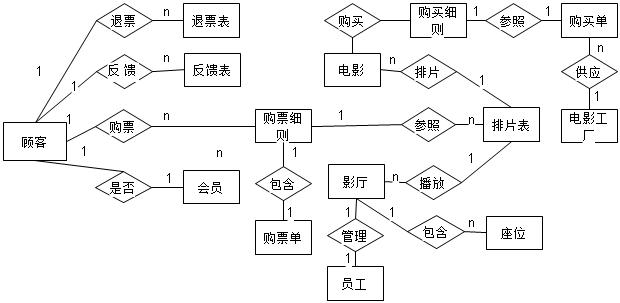 退票
n
退票表
1
反馈
n
反馈表
1
顾客
1
购票
n
购票细
则
1
参照
n
排片表
1
是否
1
会员
n
1
包含
1
购票单
购买
购买细
则
1
参照
1
购买单
n
供应
1
电影工
厂
电影
n
排片
1
1
播放
n
影厅
1
管理
1
员工
1
包含
n
座位